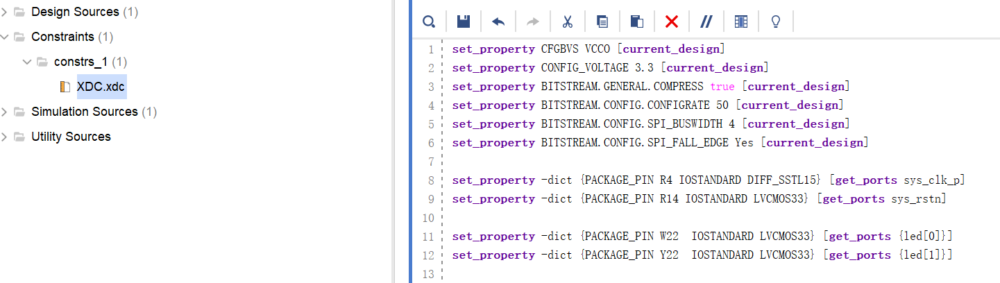 Design Sources (1)
Constraints (1)
constrs_1 (1)
XDC.xdc
Simulation Sources (1)
Utility Sources
1 set_property CFGBVS VCCO [current_design]
2 set_property CONFIG_VOLTAGE 3.3 [current_design]
3 set_property BITSTREAM.GENERAL.COMPRESS true [current_design]
4 set_property BITSTREAM.CONFIG.CONFIGRATE 50 [current_design]
5 set_property BITSTREAM.CONFIG.SPI_BUSWIDTH 4 [current_design]
6 set_property BITSTREAM.CONFIG.SPI_FALL_EDGE Yes [current_design]
7
8 set_property -dict {PACKAGE_PIN R4 IOSTANDARD DIFF_SSTL15} [get_ports sys_clk_p]
9 set_property -dict {PACKAGE_PIN R14 IOSTANDARD LVCMOS33} [get_ports sys_rstn]
10
11 set_property -dict {PACKAGE_PIN W22  IOSTANDARD LVCMOS33} [get_ports {led[0]}]
12 set_property -dict {PACKAGE_PIN Y22  IOSTANDARD LVCMOS33} [get_ports {led[1]}]
13